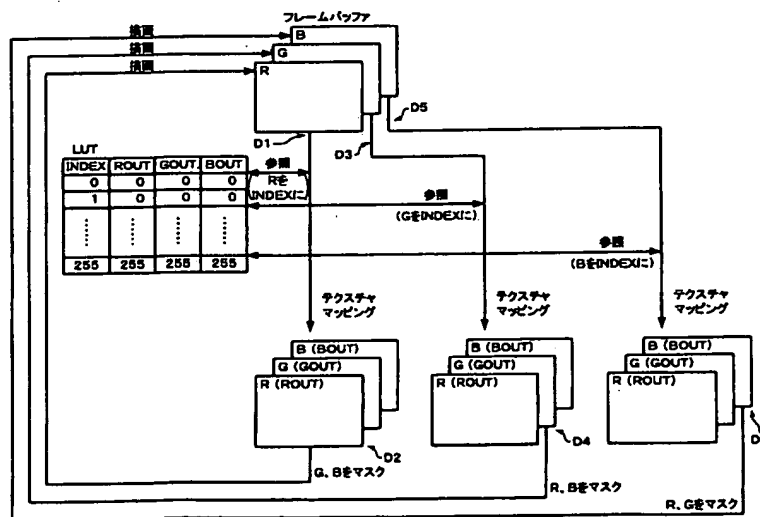 フレームバッファ
描画
B
描画
G
描画
R
D1
D3
D5
LUT
INDEX ROUT GOUT BOUT
0 0 0 0
1 0 0 0
255 255 255 255
参照
(RをINDEXに)
参照
(GをINDEXに)
参照
(BをINDEXに)
テクスチャマッピング
テクスチャマッピング
テクスチャマッピング
B (BOUT)
G (GOUT)
R (ROUT)
D2
B (BOUT)
G (GOUT)
R (ROUT)
D4
B (BOUT)
G (GOUT)
R (ROUT)
G、Bをマスク
R、Bをマスク
R、Gをマスク